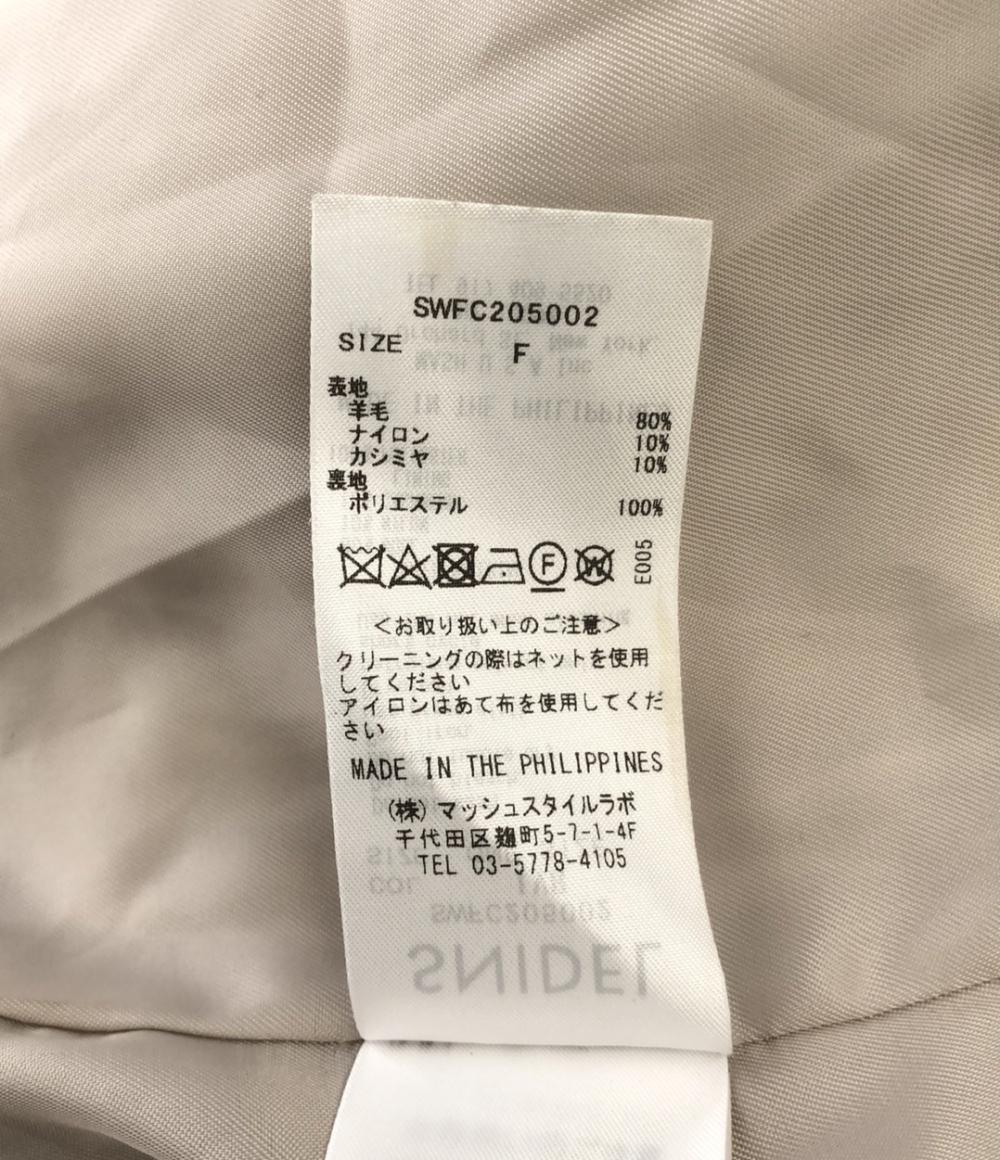 SWFC205002
SIZE F
表地
羊毛 80%
ナイロン 10%
カシミヤ 10%
裏地
ポリエステル 100%
F W E005
＜お取り扱い上のご注意＞
クリーニングの際はネットを使用
してください
アイロンはあて布を使用してくだ
さい
MADE IN THE PHILIPPINES
(株)マッシュスタイルラボ
千代田区麹町5-7-1-4F
TEL 03-5778-4105
SWFC205002
SNIDEL